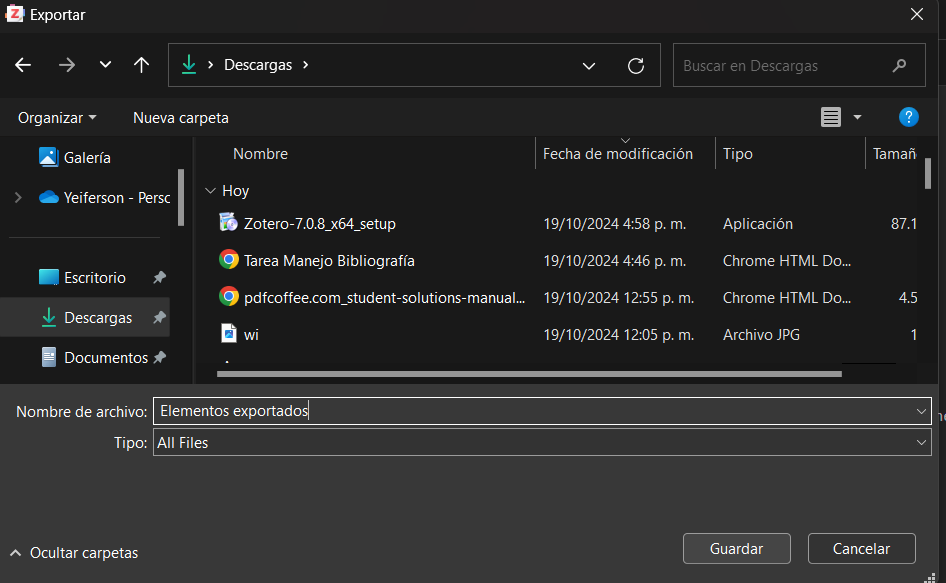 Exportar
Descargas
Buscar en Descargas
Organizar
Nueva carpeta
Galería
Yeiferson - Perso
Escritorio
Descargas
Documentos
Nombre
Fecha de modificación
Tipo
Tamañ
Hoy
Zotero-7.0.8_x64_setup 19/10/2024 4:58 p. m. Aplicación 87.1
Tarea Manejo Bibliografía 19/10/2024 4:46 p. m. Chrome HTML Do...
pdfcoffee.com_student-solutions-manual... 19/10/2024 12:55 p. m. Chrome HTML Do... 4.5
wi 19/10/2024 12:05 p. m. Archivo JPG 1
Nombre de archivo: Elementos exportados
Tipo: All Files
Ocultar carpetas
Guardar
Cancelar